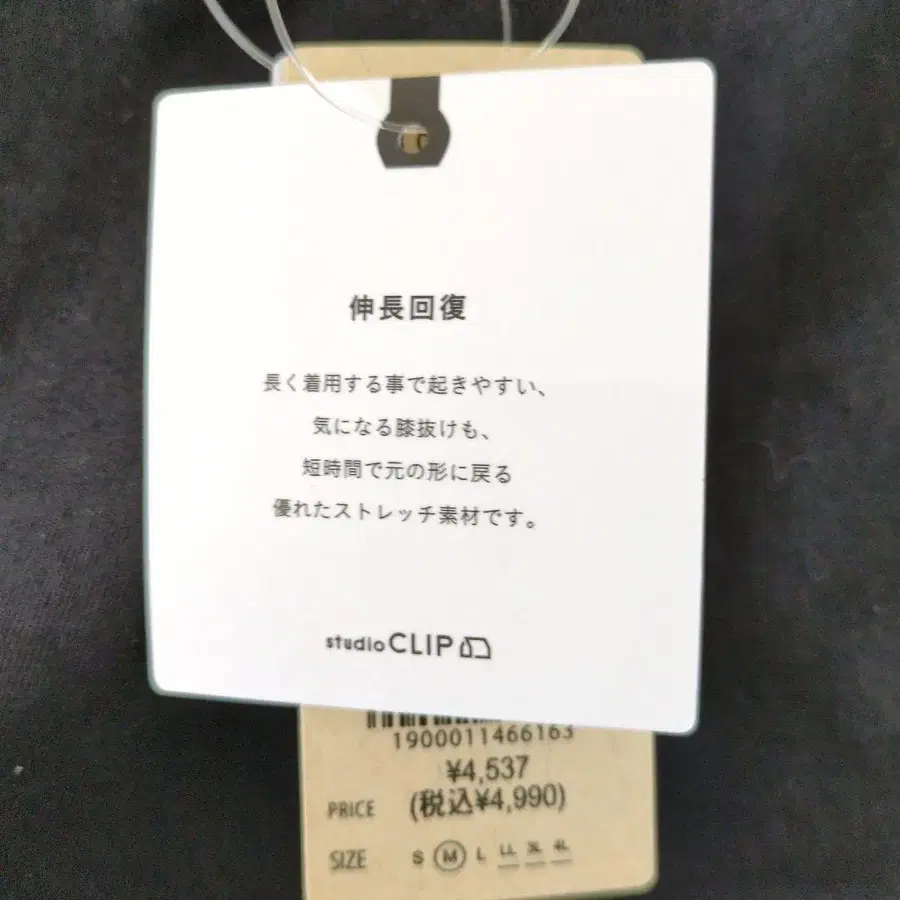 伸長回復
長く着用する事で起きやすい、
気になる膝抜けも、
短時間で元の形に戻る
優れたストレッチ素材です。
studio CLIP
1900011466163
¥4,537
PRICE (税込¥4,990)
SIZE S M L LL 3L 4L